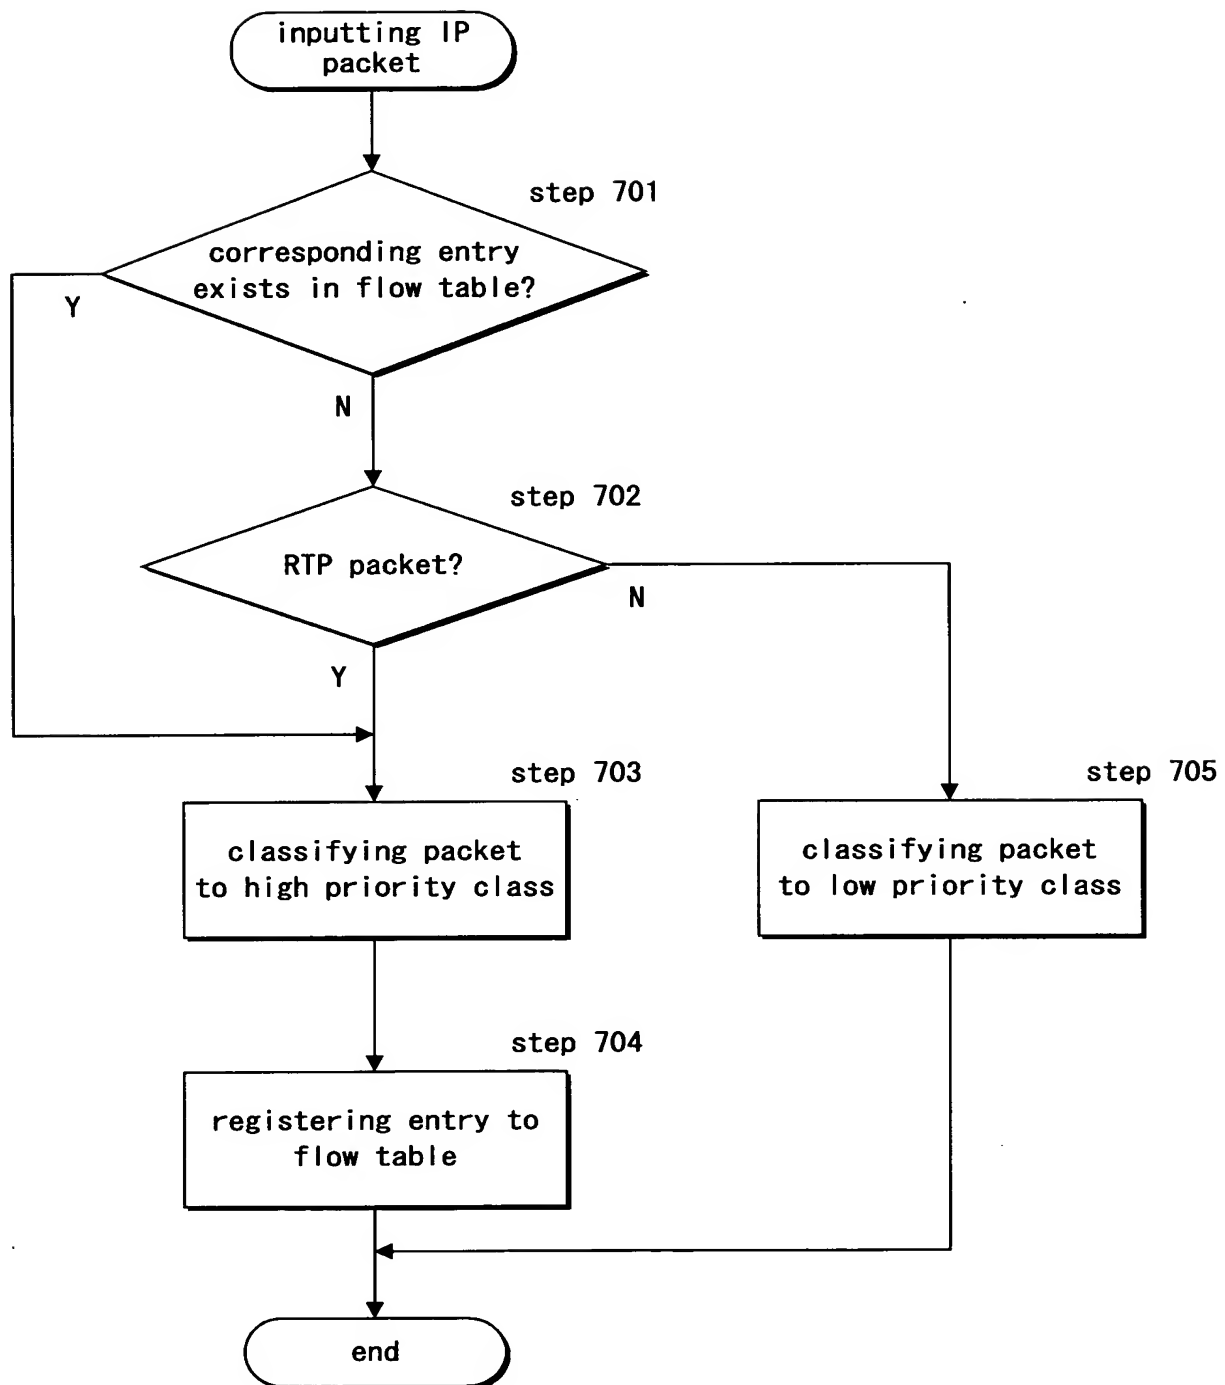 inputting IP
packet
step 701
corresponding entry
exists in flow table?
Y
N
step 702
RTP packet?
N
Y
step 703
step 705
classifying packet
to high priority class
classifying packet
to low priority class
step 704
registering entry to
flow table
end